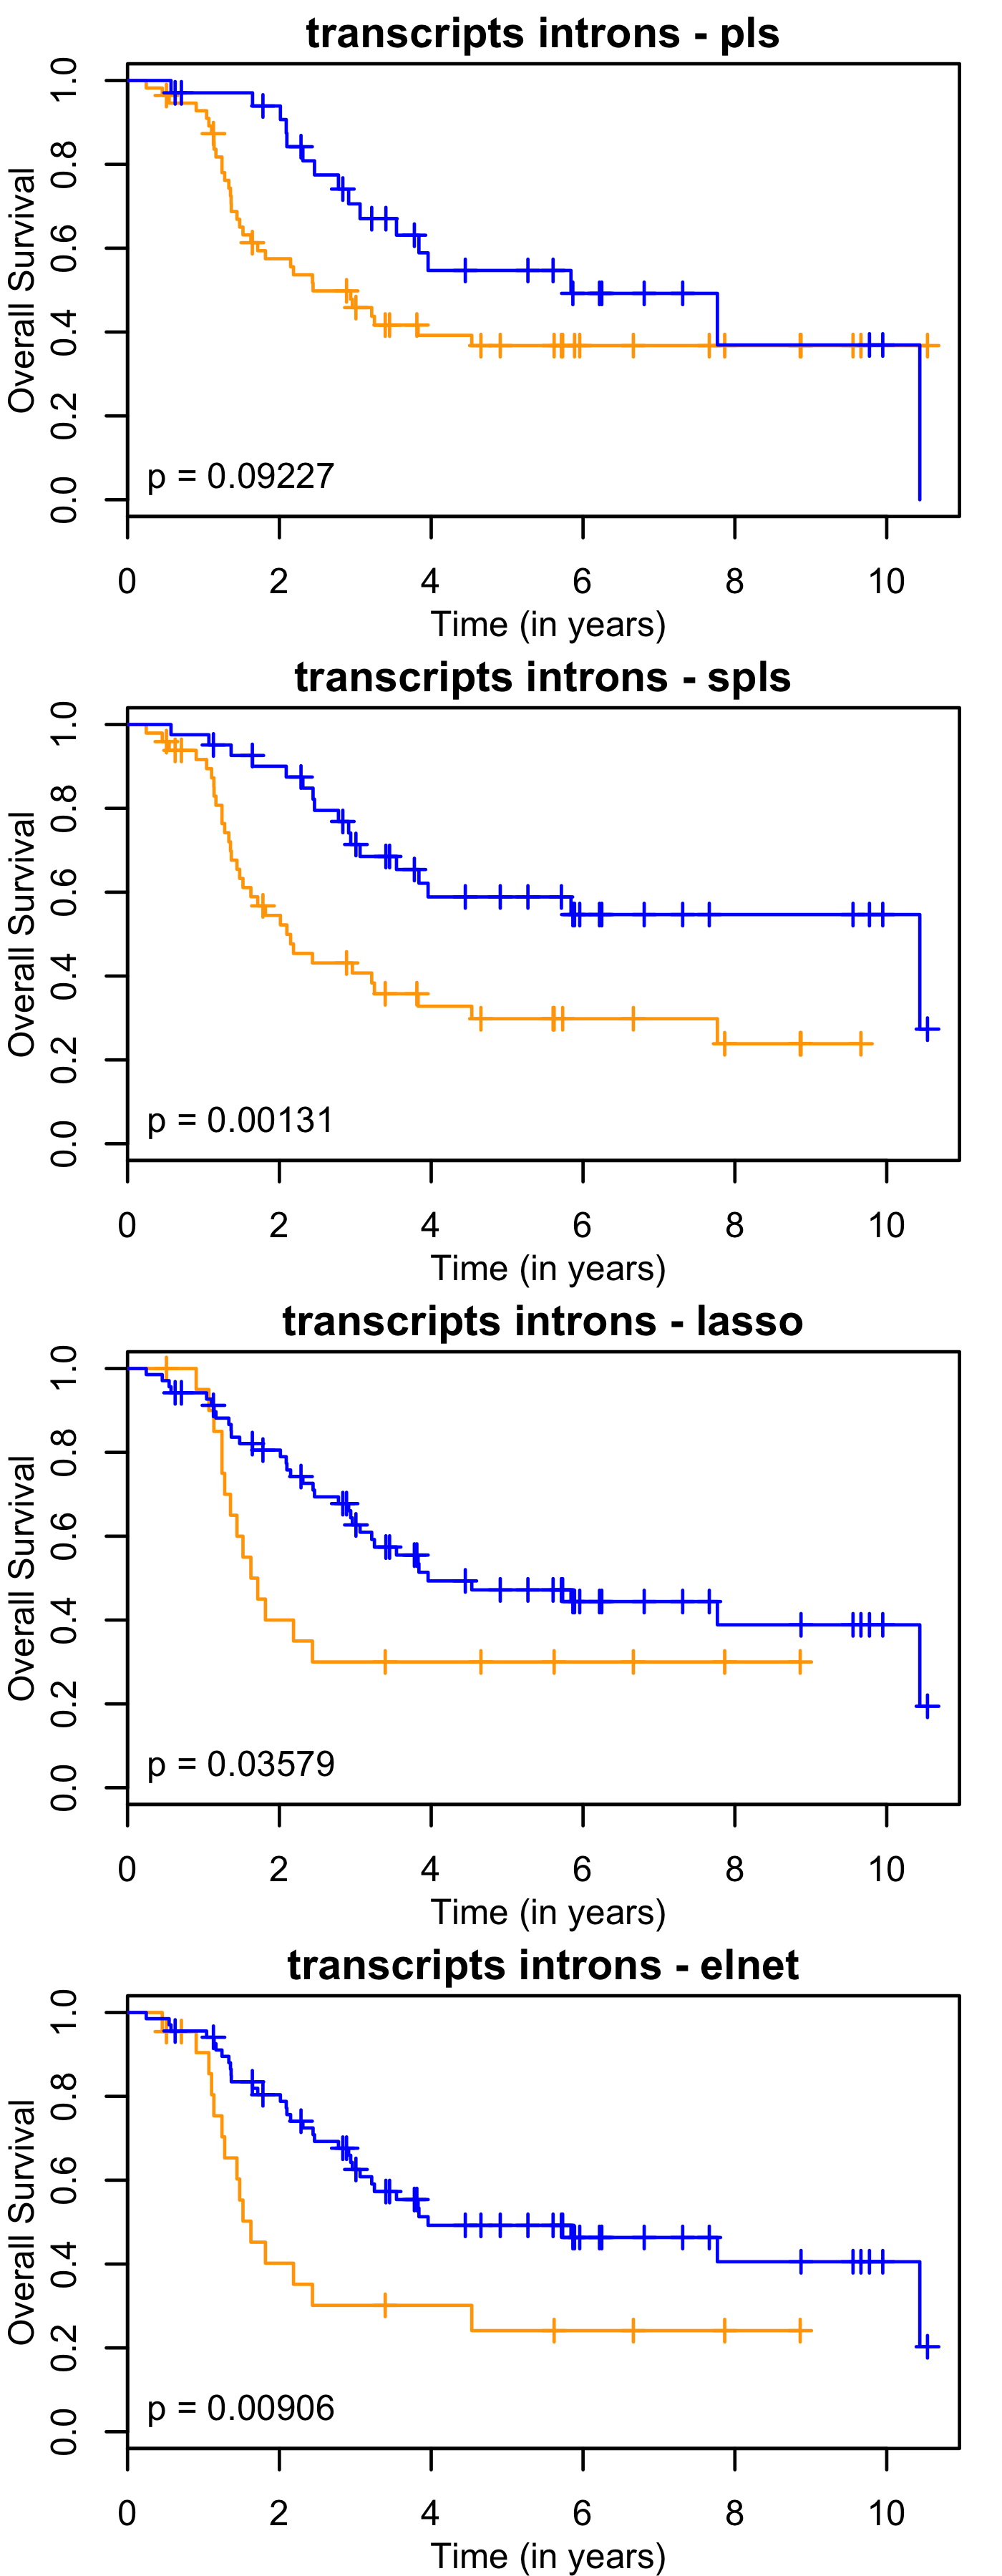 transcripts introns - pls
Overall Survival
1.0
0.8
0.6
0.4
0.2
0.0
p = 0.09227
0 2 4 6 8 10
Time (in years)
transcripts introns - spls
Overall Survival
1.0
0.8
0.6
0.4
0.2
0.0
p = 0.00131
0 2 4 6 8 10
Time (in years)
transcripts introns - lasso
Overall Survival
1.0
0.8
0.6
0.4
0.2
0.0
p = 0.03579
0 2 4 6 8 10
Time (in years)
transcripts introns - elnet
Overall Survival
1.0
0.8
0.6
0.4
0.2
0.0
p = 0.00906
0 2 4 6 8 10
Time (in years)